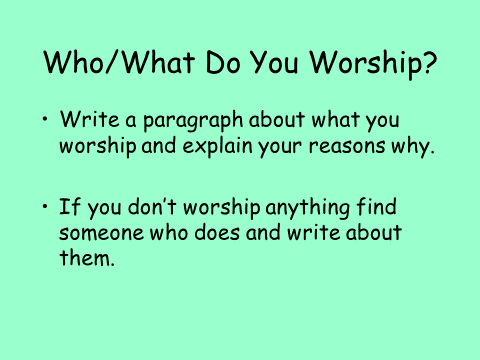 Who/What Do You Worship?
• Write a paragraph about what you
worship and explain your reasons why.
• If you don't worship anything find
someone who does and write about
them.